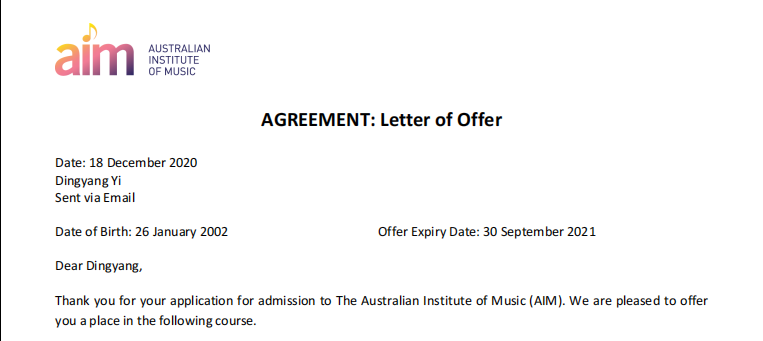 aim
AUSTRALIAN
INSTITUTE
OF MUSIC
AGREEMENT: Letter of Offer
Date: 18 December 2020
Dingyang Yi
Sent via Email
Date of Birth: 26 January 2002 Offer Expiry Date: 30 September 2021
Dear Dingyang,
Thank you for your application for admission to The Australian Institute of Music (AIM). We are pleased to offer
you a place in the following course.